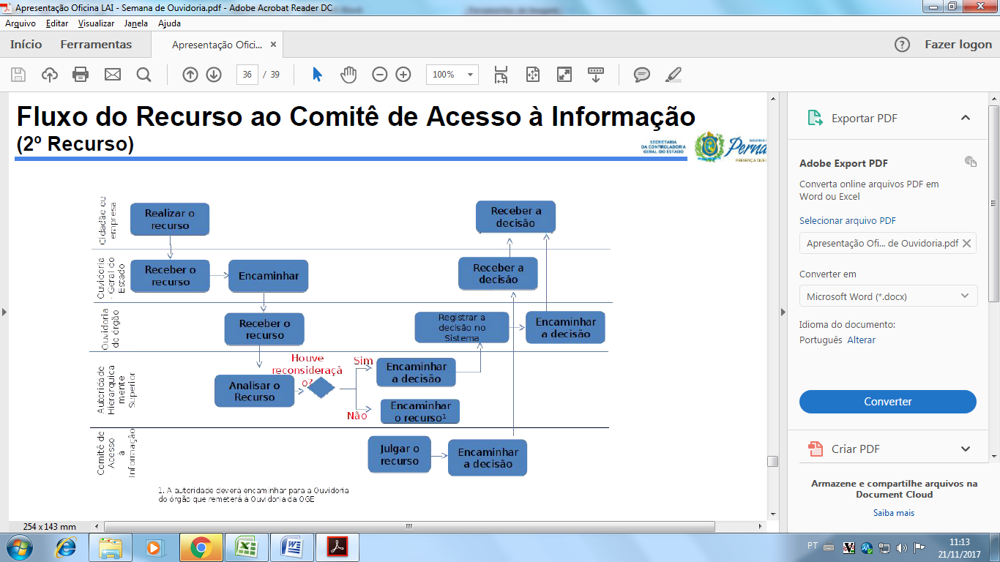 Apresentação Oficina LAI - Semana de Ouvidoria.pdf - Adobe Acrobat Reader DC
Arquivo Editar Visualizar Janela Ajuda
Início Ferramentas Apresentação Ofici... × Fazer logon
36 / 39 100%
Fluxo do Recurso ao Comitê de Acesso à Informação
(2º Recurso)
SECRETARIA
DA CONTROLADORIA
GERAL DO ESTADO
Cidadão ou
empresa
Realizar o
recurso
Receber a
decisão
Ouvidoria
- Geral do
Estado
Receber o
recurso
Encaminhar
Receber a
decisão
Ouvidoria
do órgão
Receber o
recurso
Registrar a
decisão no
Sistema
Encaminhar
a decisão
Autoridade
Hierarquica
mente
Superior
Analisar o
Recurso
Houve
reconsideraçã
o?
Sim
Encaminhar
a decisão
Não
Encaminhar
o recurso¹
Comitê de
Acesso
à
Informação
Julgar o
recurso
Encaminhar
a decisão
1. A autoridade deverá encaminhar para a Ouvidoria
do órgão que remeterá à Ouvidoria da OGE
254 x 143 mm
Exportar PDF
Adobe Export PDF
Converta online arquivos PDF em
Word ou Excel
Selecionar arquivo PDF
Apresentação Ofi... de Ouvidoria.pdf
Converter em
Microsoft Word (*.docx)
Idioma do documento:
Português Alterar
Converter
Criar PDF
Armazene e compartilhe arquivos na
Document Cloud
Saiba mais
PT
11:13
21/11/2017